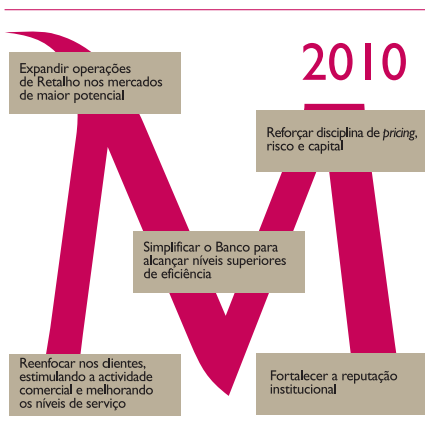 2010
Expandir operações
de Retalho nos mercados
de maior potencial
Reforçar disciplina de pricing,
risco e capital
Simplificar o Banco para
alcançar níveis superiores
de eficiência
Reenfocar nos clientes,
estimulando a actividade
comercial e melhorando
os níveis de serviço
Fortalecer a reputação
institucional